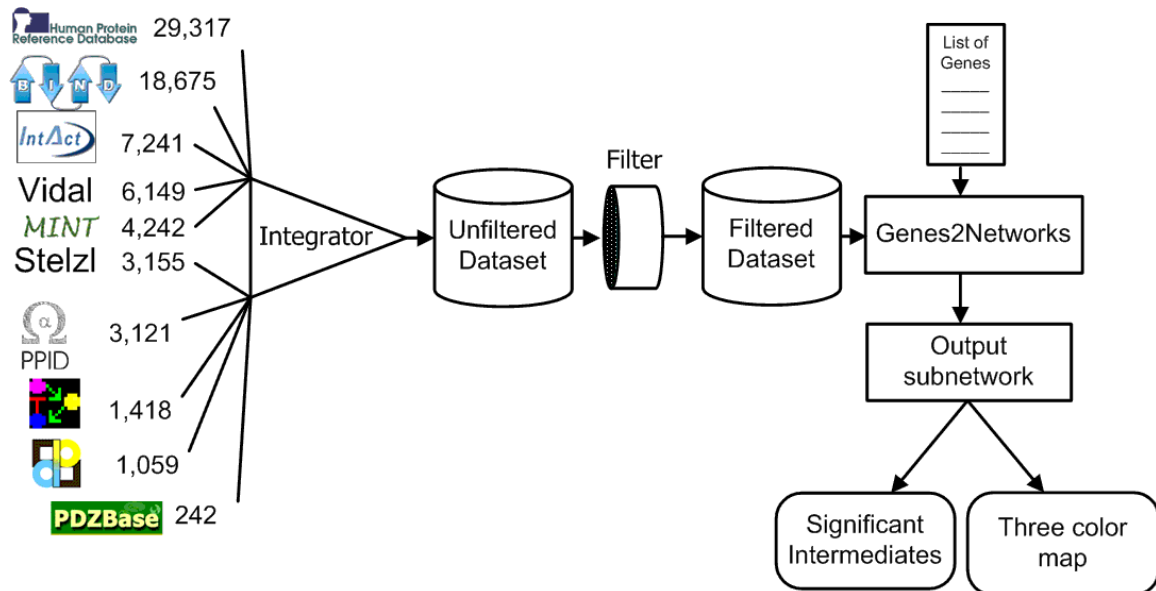 Human Protein
Reference Database
29,317
B I N D
18,675
IntAct
7,241
Vidal
6,149
MINT
4,242
Stelzl
3,155
α
Ω
PPID
3,121
T
1,418
1,059
PDZBase
242
Integrator
Unfiltered
Dataset
Filter
Filtered
Dataset
List of
Genes
Genes2Networks
Output
subnetwork
Significant
Intermediates
Three color
map